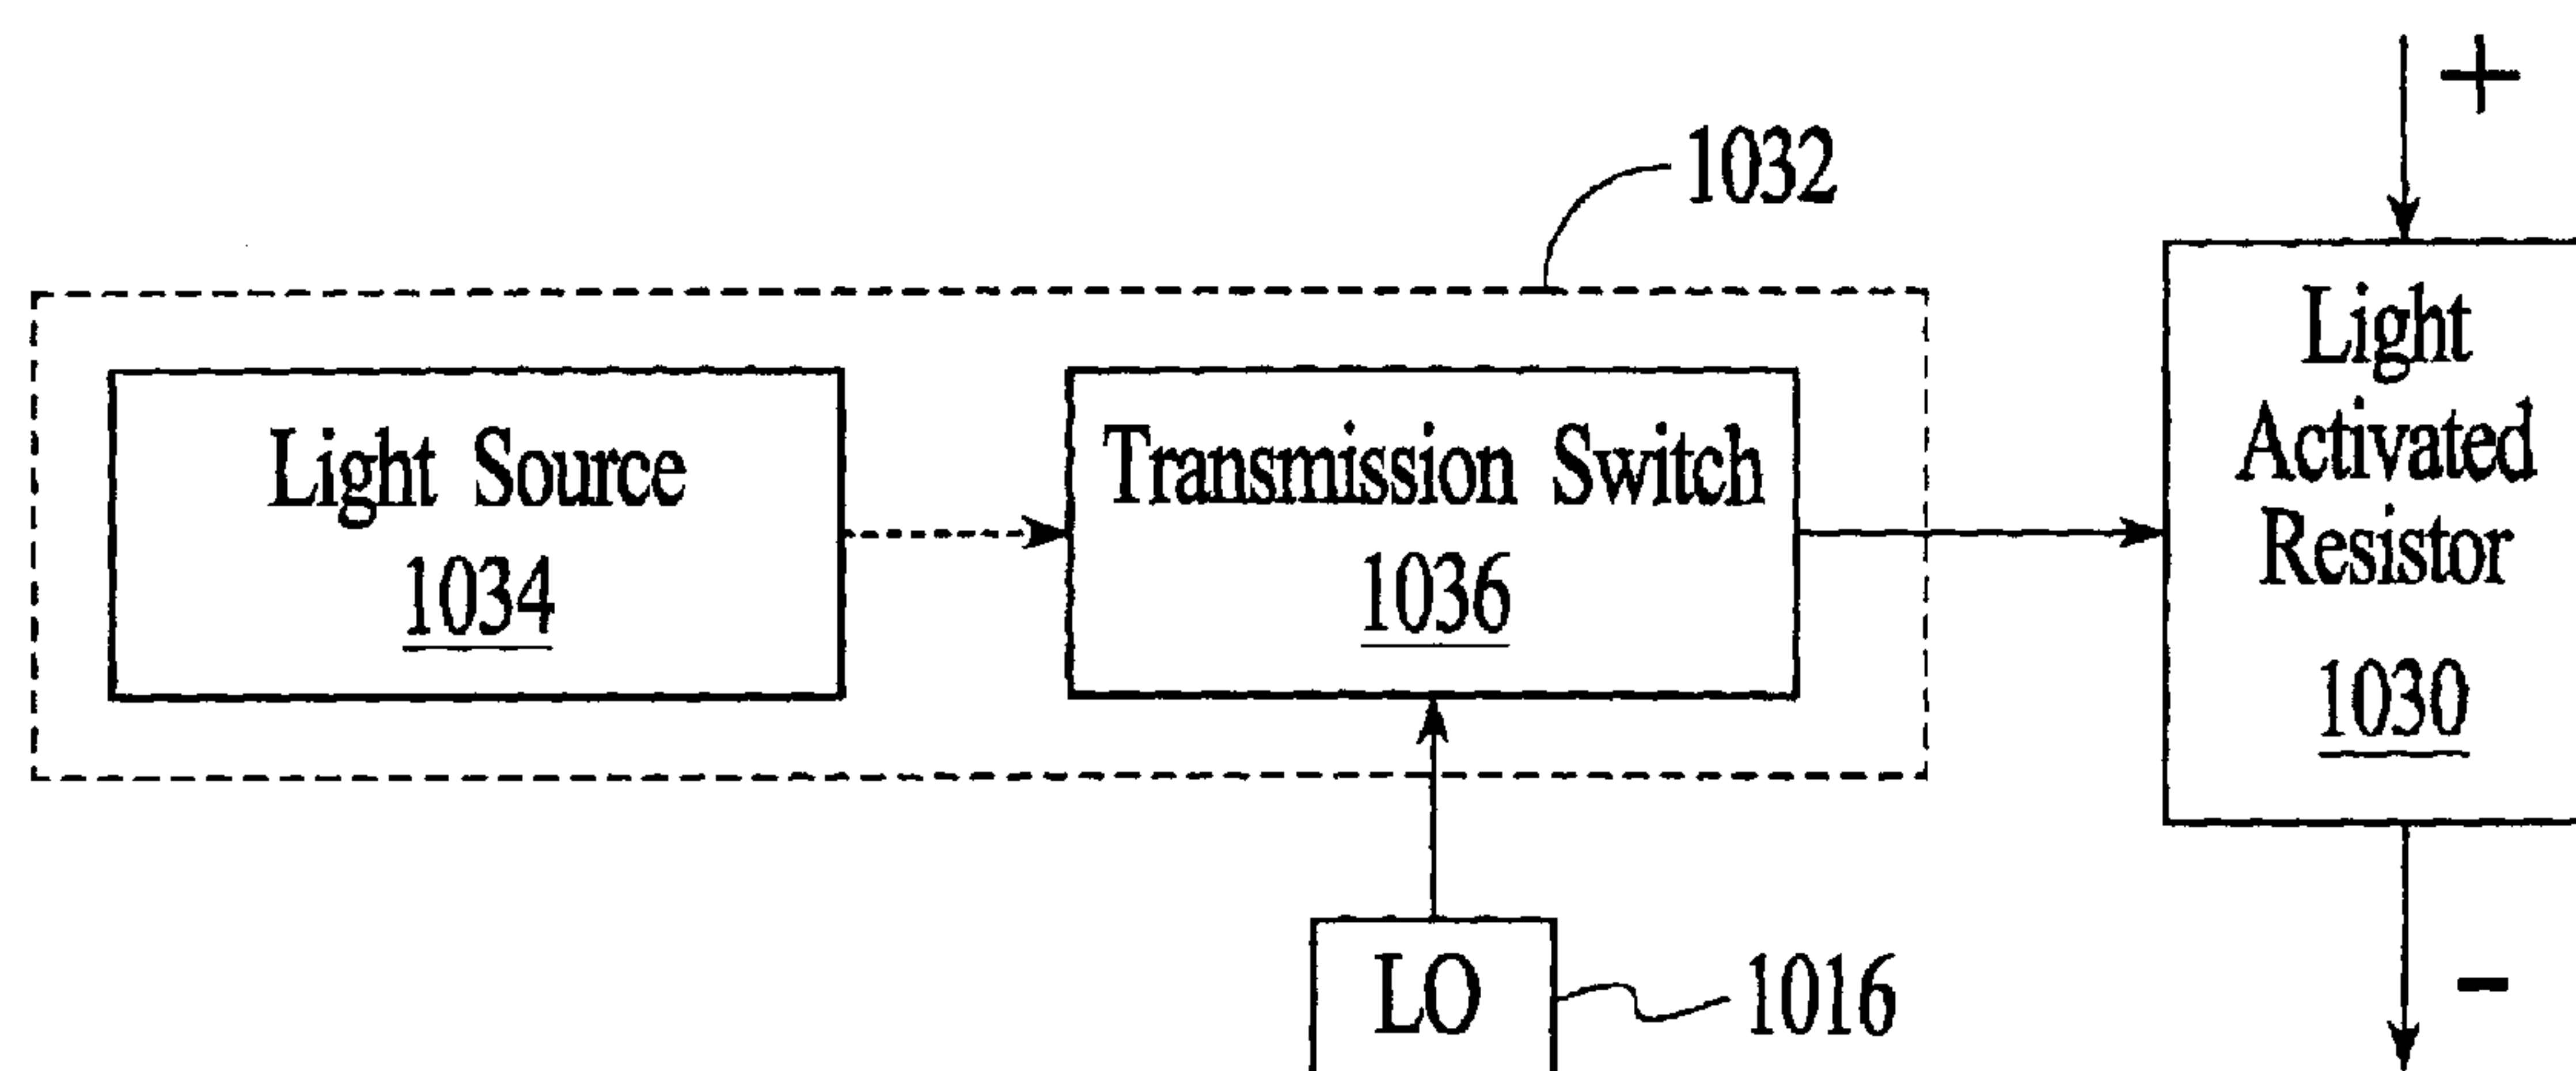 +
1032
Light Source
1034
Transmission Switch
1036
Light
Activated
Resistor
1030
LO
1016
-